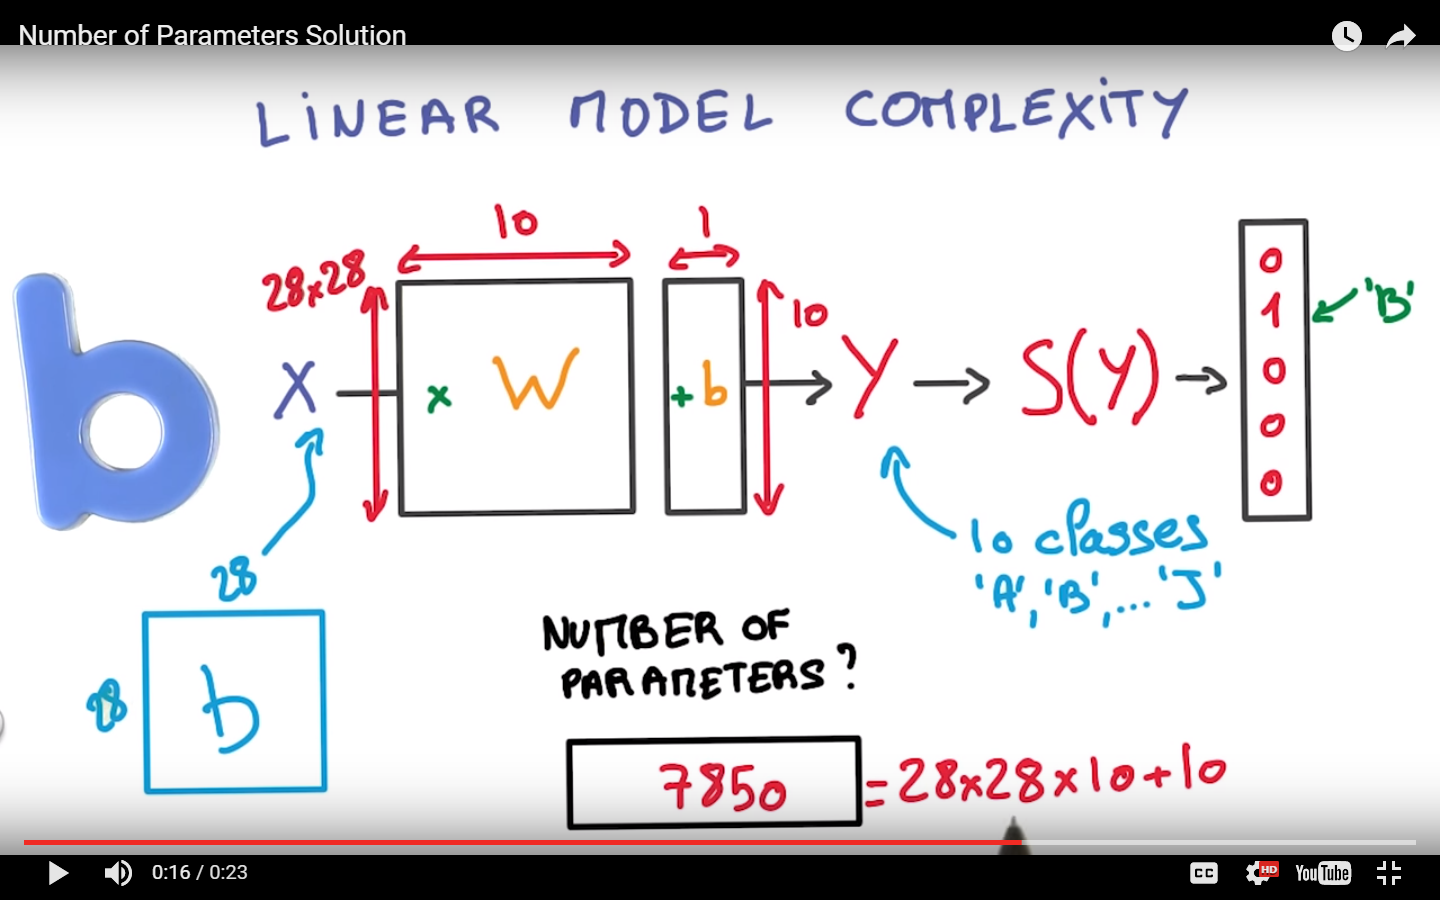 Number of Parameters Solution
LINEAR MODEL COMPLEXITY
10
1
28x28
10
X
x W
+ b
Y
S(Y)
0
1
0
0
0
'B'
28
28
b
10 classes
'A', 'B', ... 'J'
NUMBER OF
PARAMETERS?
7850 = 28x28x10+10
0:16 / 0:23
CC
HD
YouTube